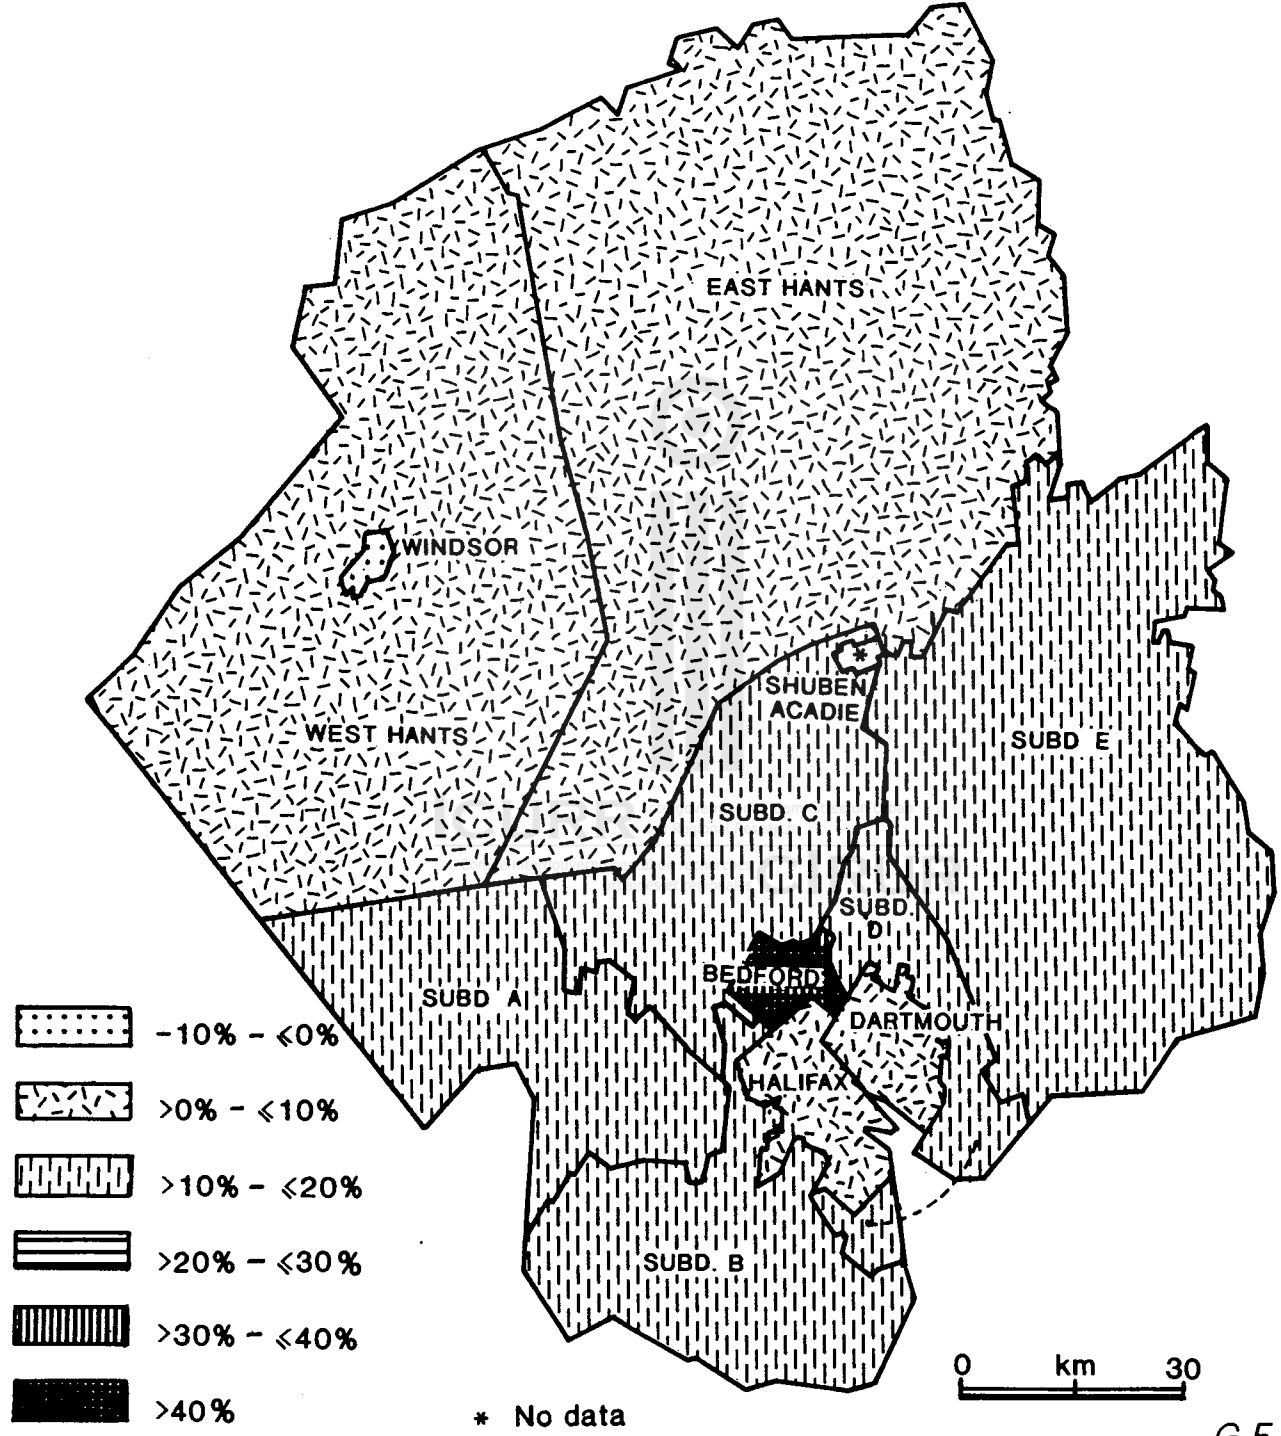 EAST HANTS
WINDSOR
WEST HANTS
*
SHUBEN
ACADIE
SUBD E
SUBD. C
SUBD.
D
BEDFORD
SUBD A
DARTMOUTH
HALIFAX
SUBD. B
-10% - ⩽0%
>0% - ⩽10%
>10% - ⩽20%
>20% - ⩽30%
>30% - ⩽40%
>40%
* No data
0 km 30